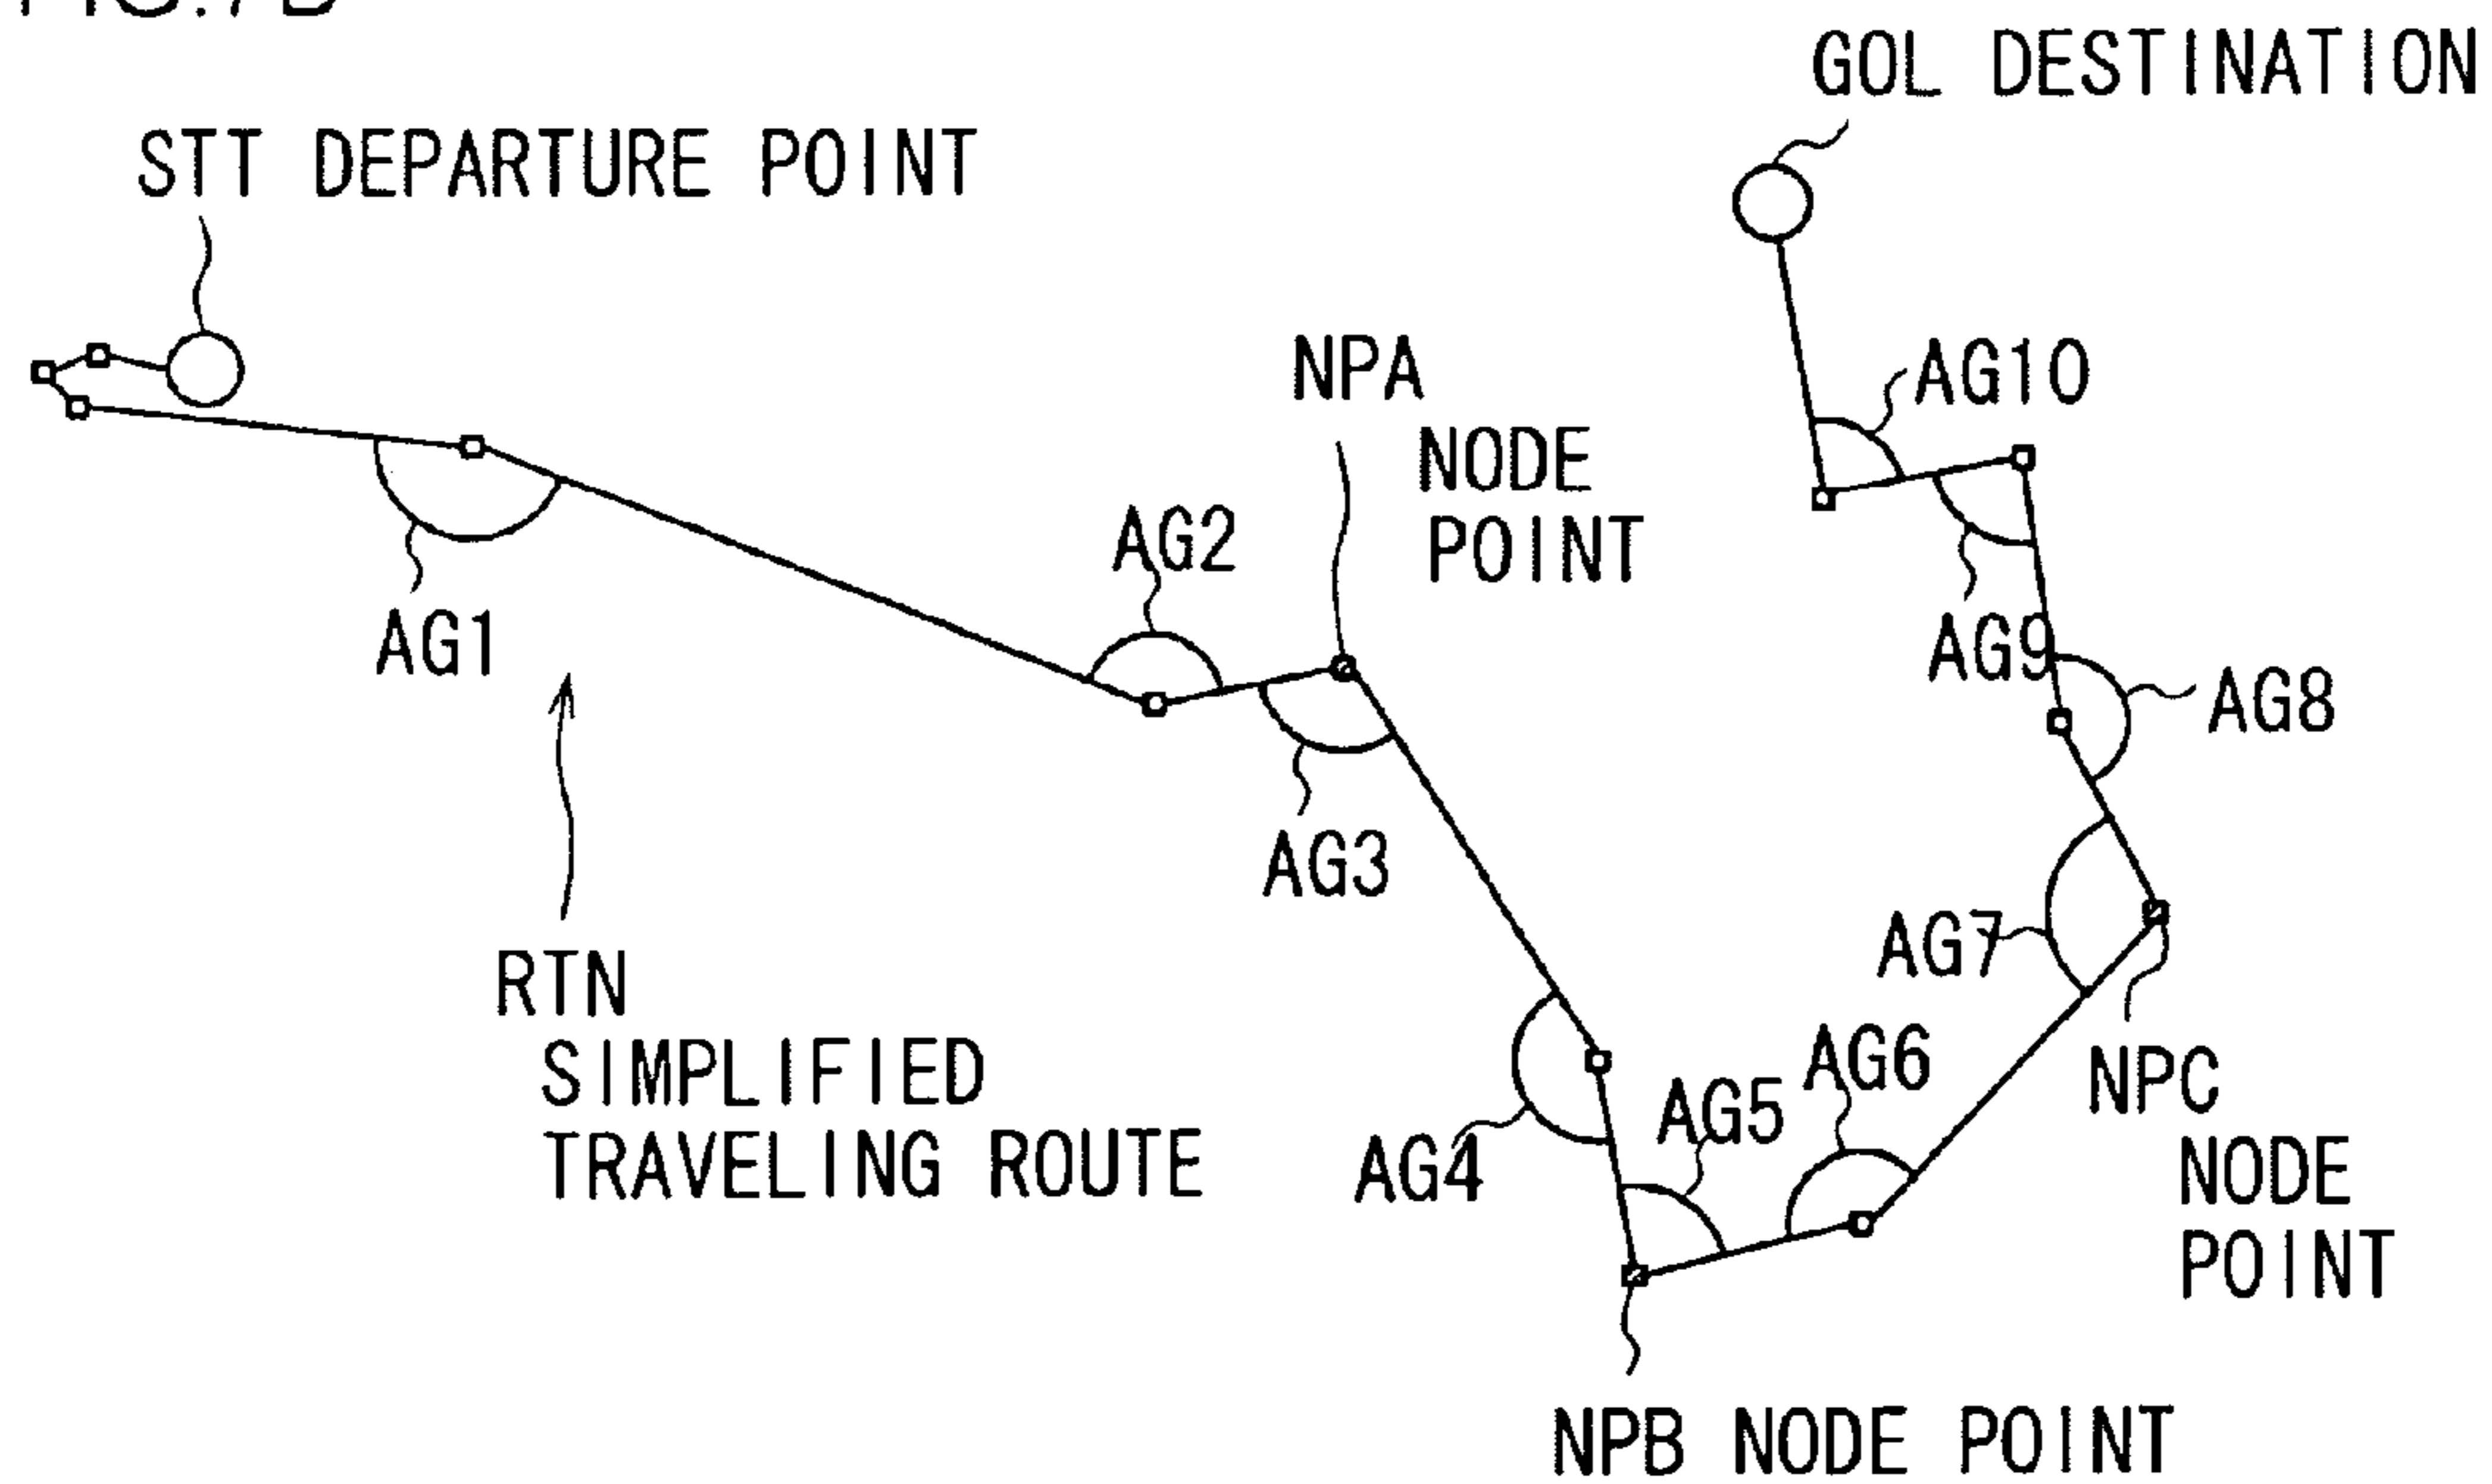 GOL DESTINATION
STT DEPARTURE POINT
NPA
NODE
POINT
AG10
AG2
AG1
AG9
AG8
AG3
AG7
RTN
SIMPLIFIED
TRAVELING ROUTE
AG6
AG5
AG4
NPC
NODE
POINT
NPB NODE POINT